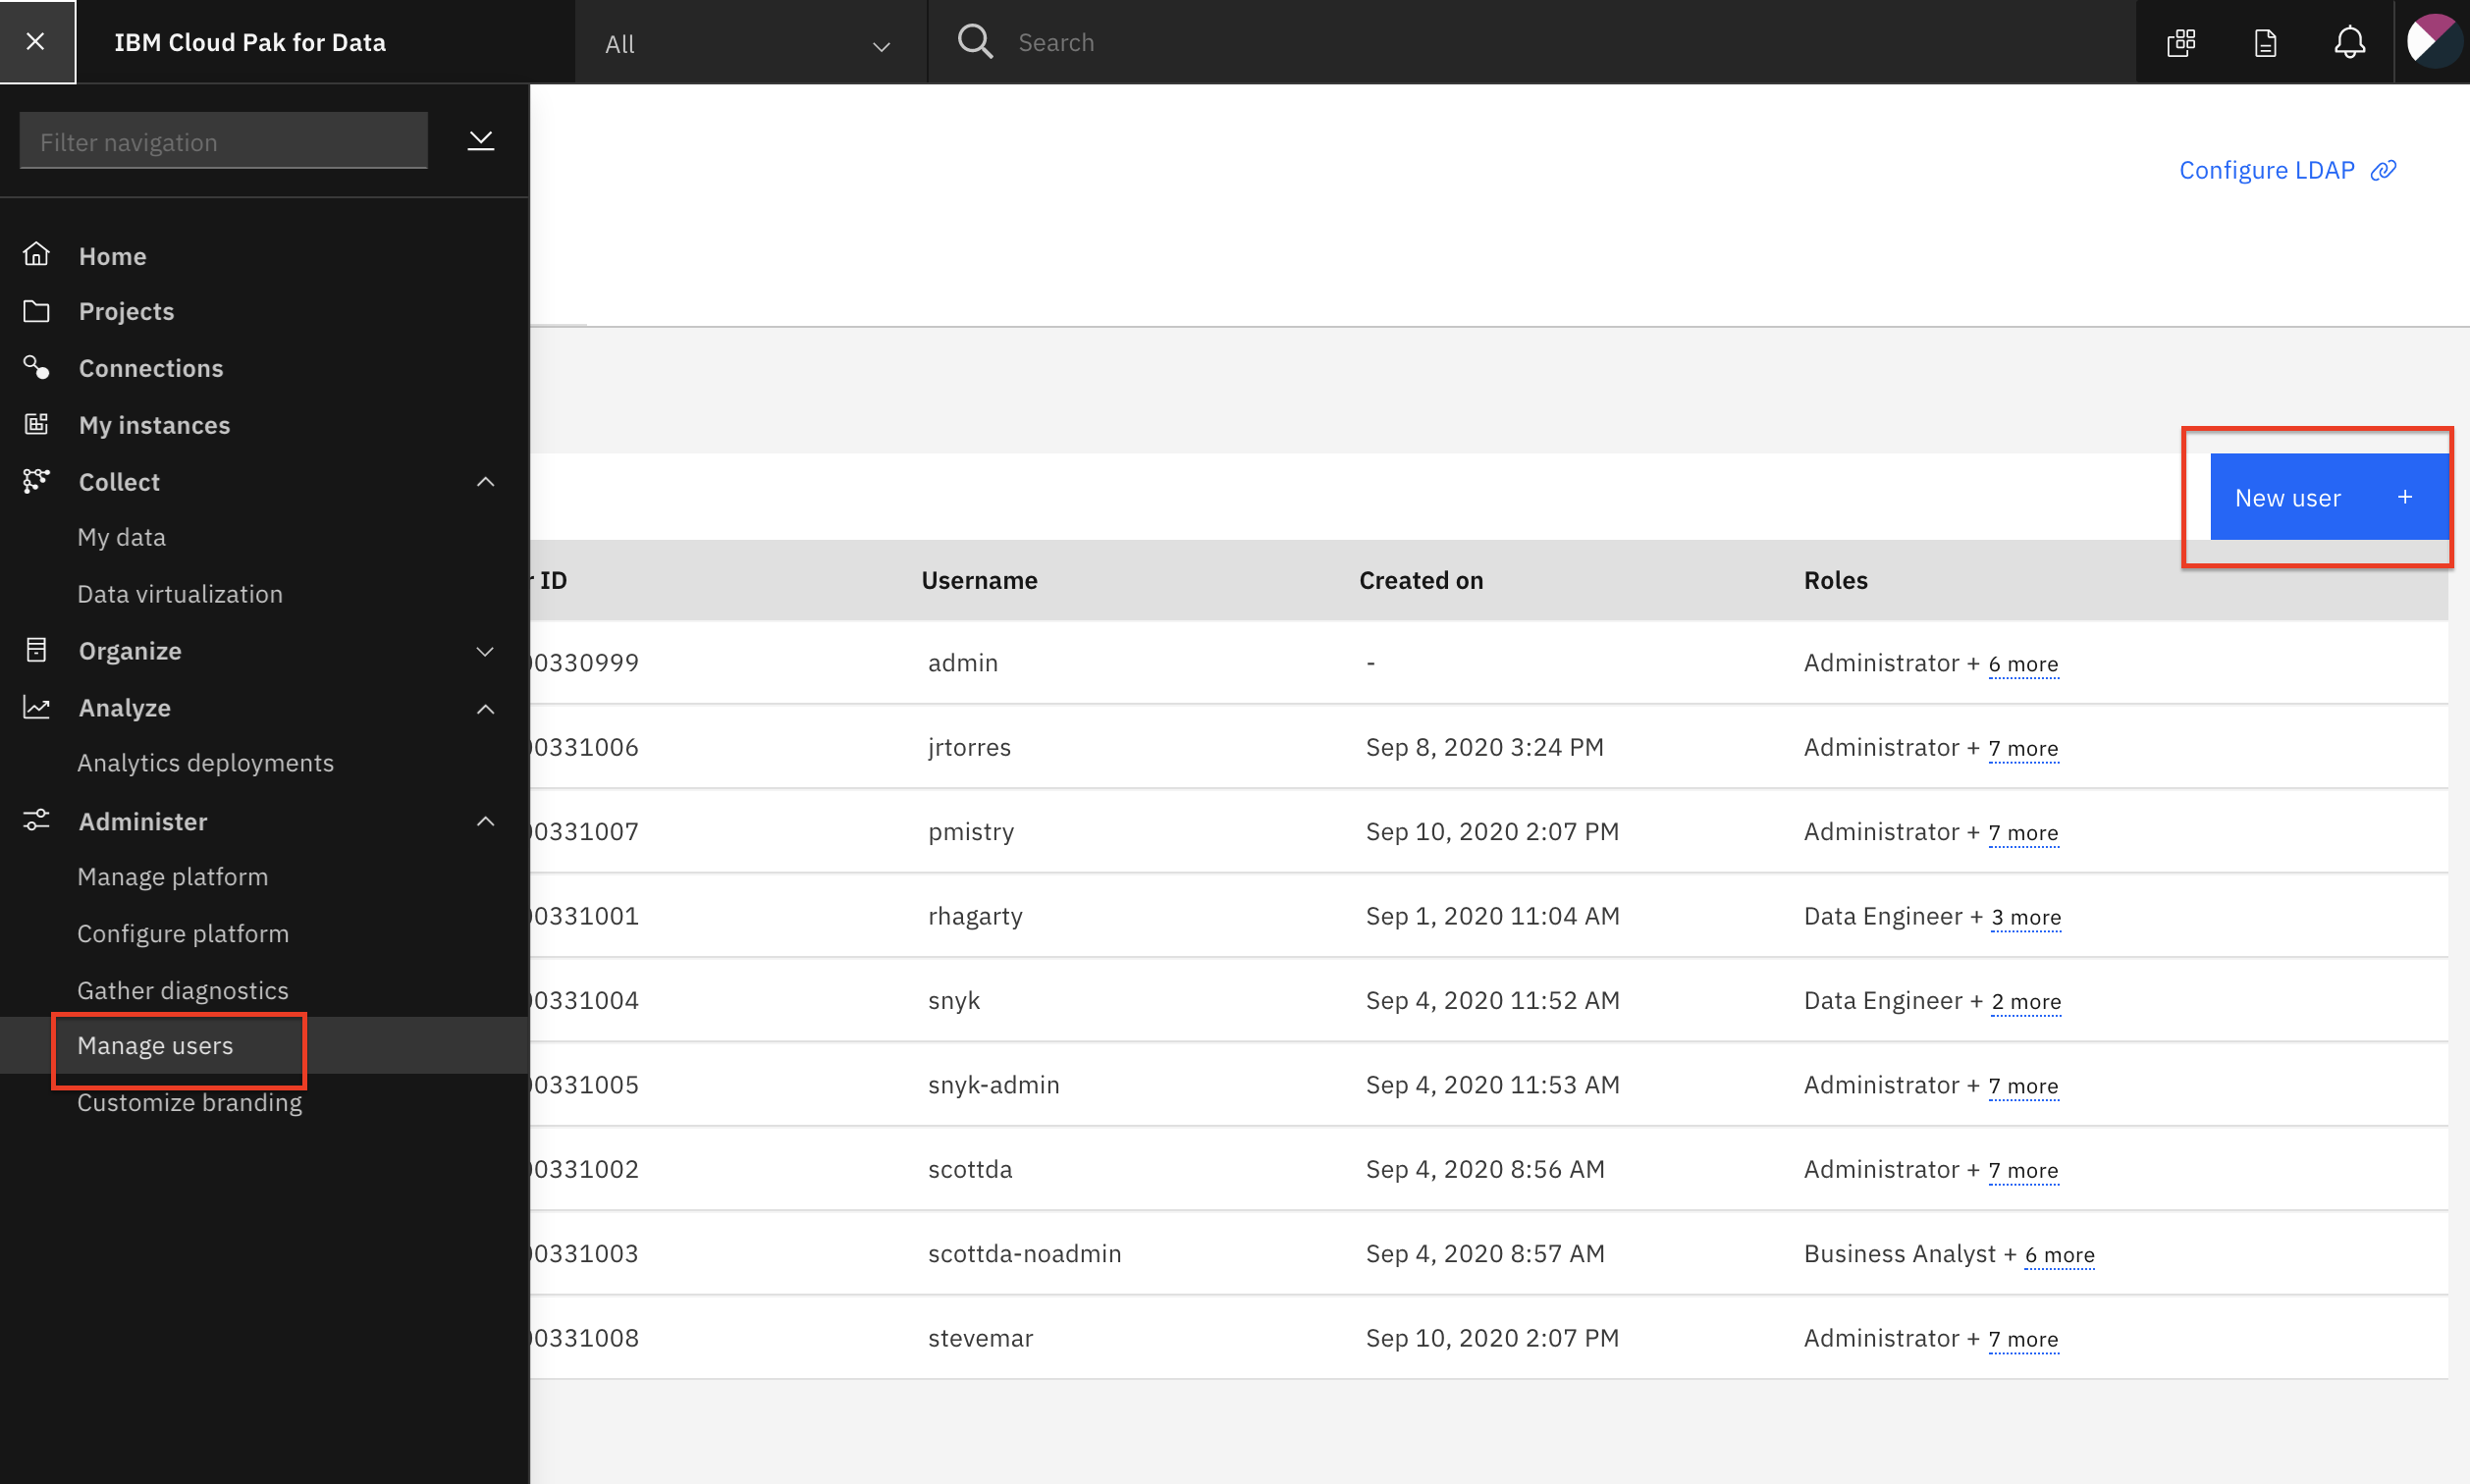 IBM Cloud Pak for Data
All
Search
Filter navigation
Configure LDAP
Home
Projects
Connections
My instances
Collect
My data
Data virtualization
Organize
Analyze
Analytics deployments
Administer
Manage platform
Configure platform
Gather diagnostics
Manage users
Customize branding
New user +
ID Username Created on Roles
0330999 admin - Administrator + 6 more
0331006 jrtorres Sep 8, 2020 3:24 PM Administrator + 7 more
0331007 pmistry Sep 10, 2020 2:07 PM Administrator + 7 more
0331001 rhagarty Sep 1, 2020 11:04 AM Data Engineer + 3 more
0331004 snyk Sep 4, 2020 11:52 AM Data Engineer + 2 more
0331005 snyk-admin Sep 4, 2020 11:53 AM Administrator + 7 more
0331002 scottda Sep 4, 2020 8:56 AM Administrator + 7 more
0331003 scottda-noadmin Sep 4, 2020 8:57 AM Business Analyst + 6 more
0331008 stevemar Sep 10, 2020 2:07 PM Administrator + 7 more